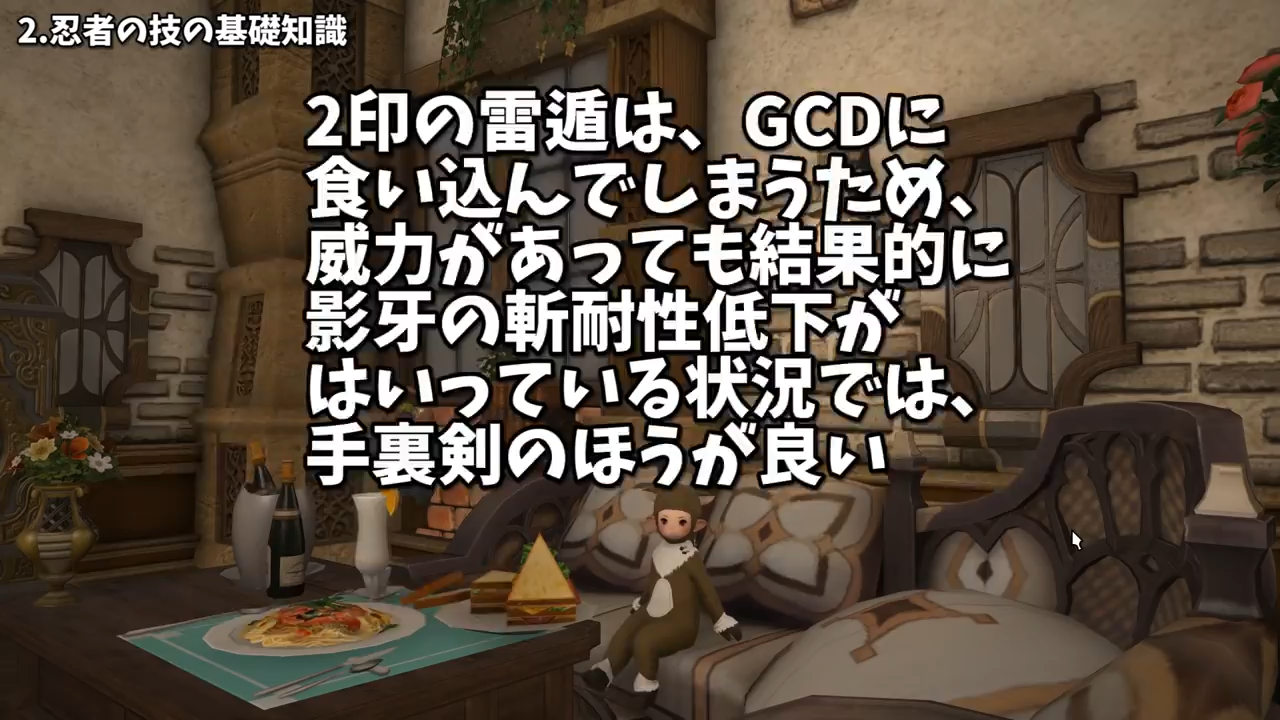 2.忍者の技の基礎知識
2印の雷遁は、GCDに
食い込んでしまうため、
威力があっても結果的に
影牙の斬耐性低下が
はいっている状況では、
手裏剣のほうが良い